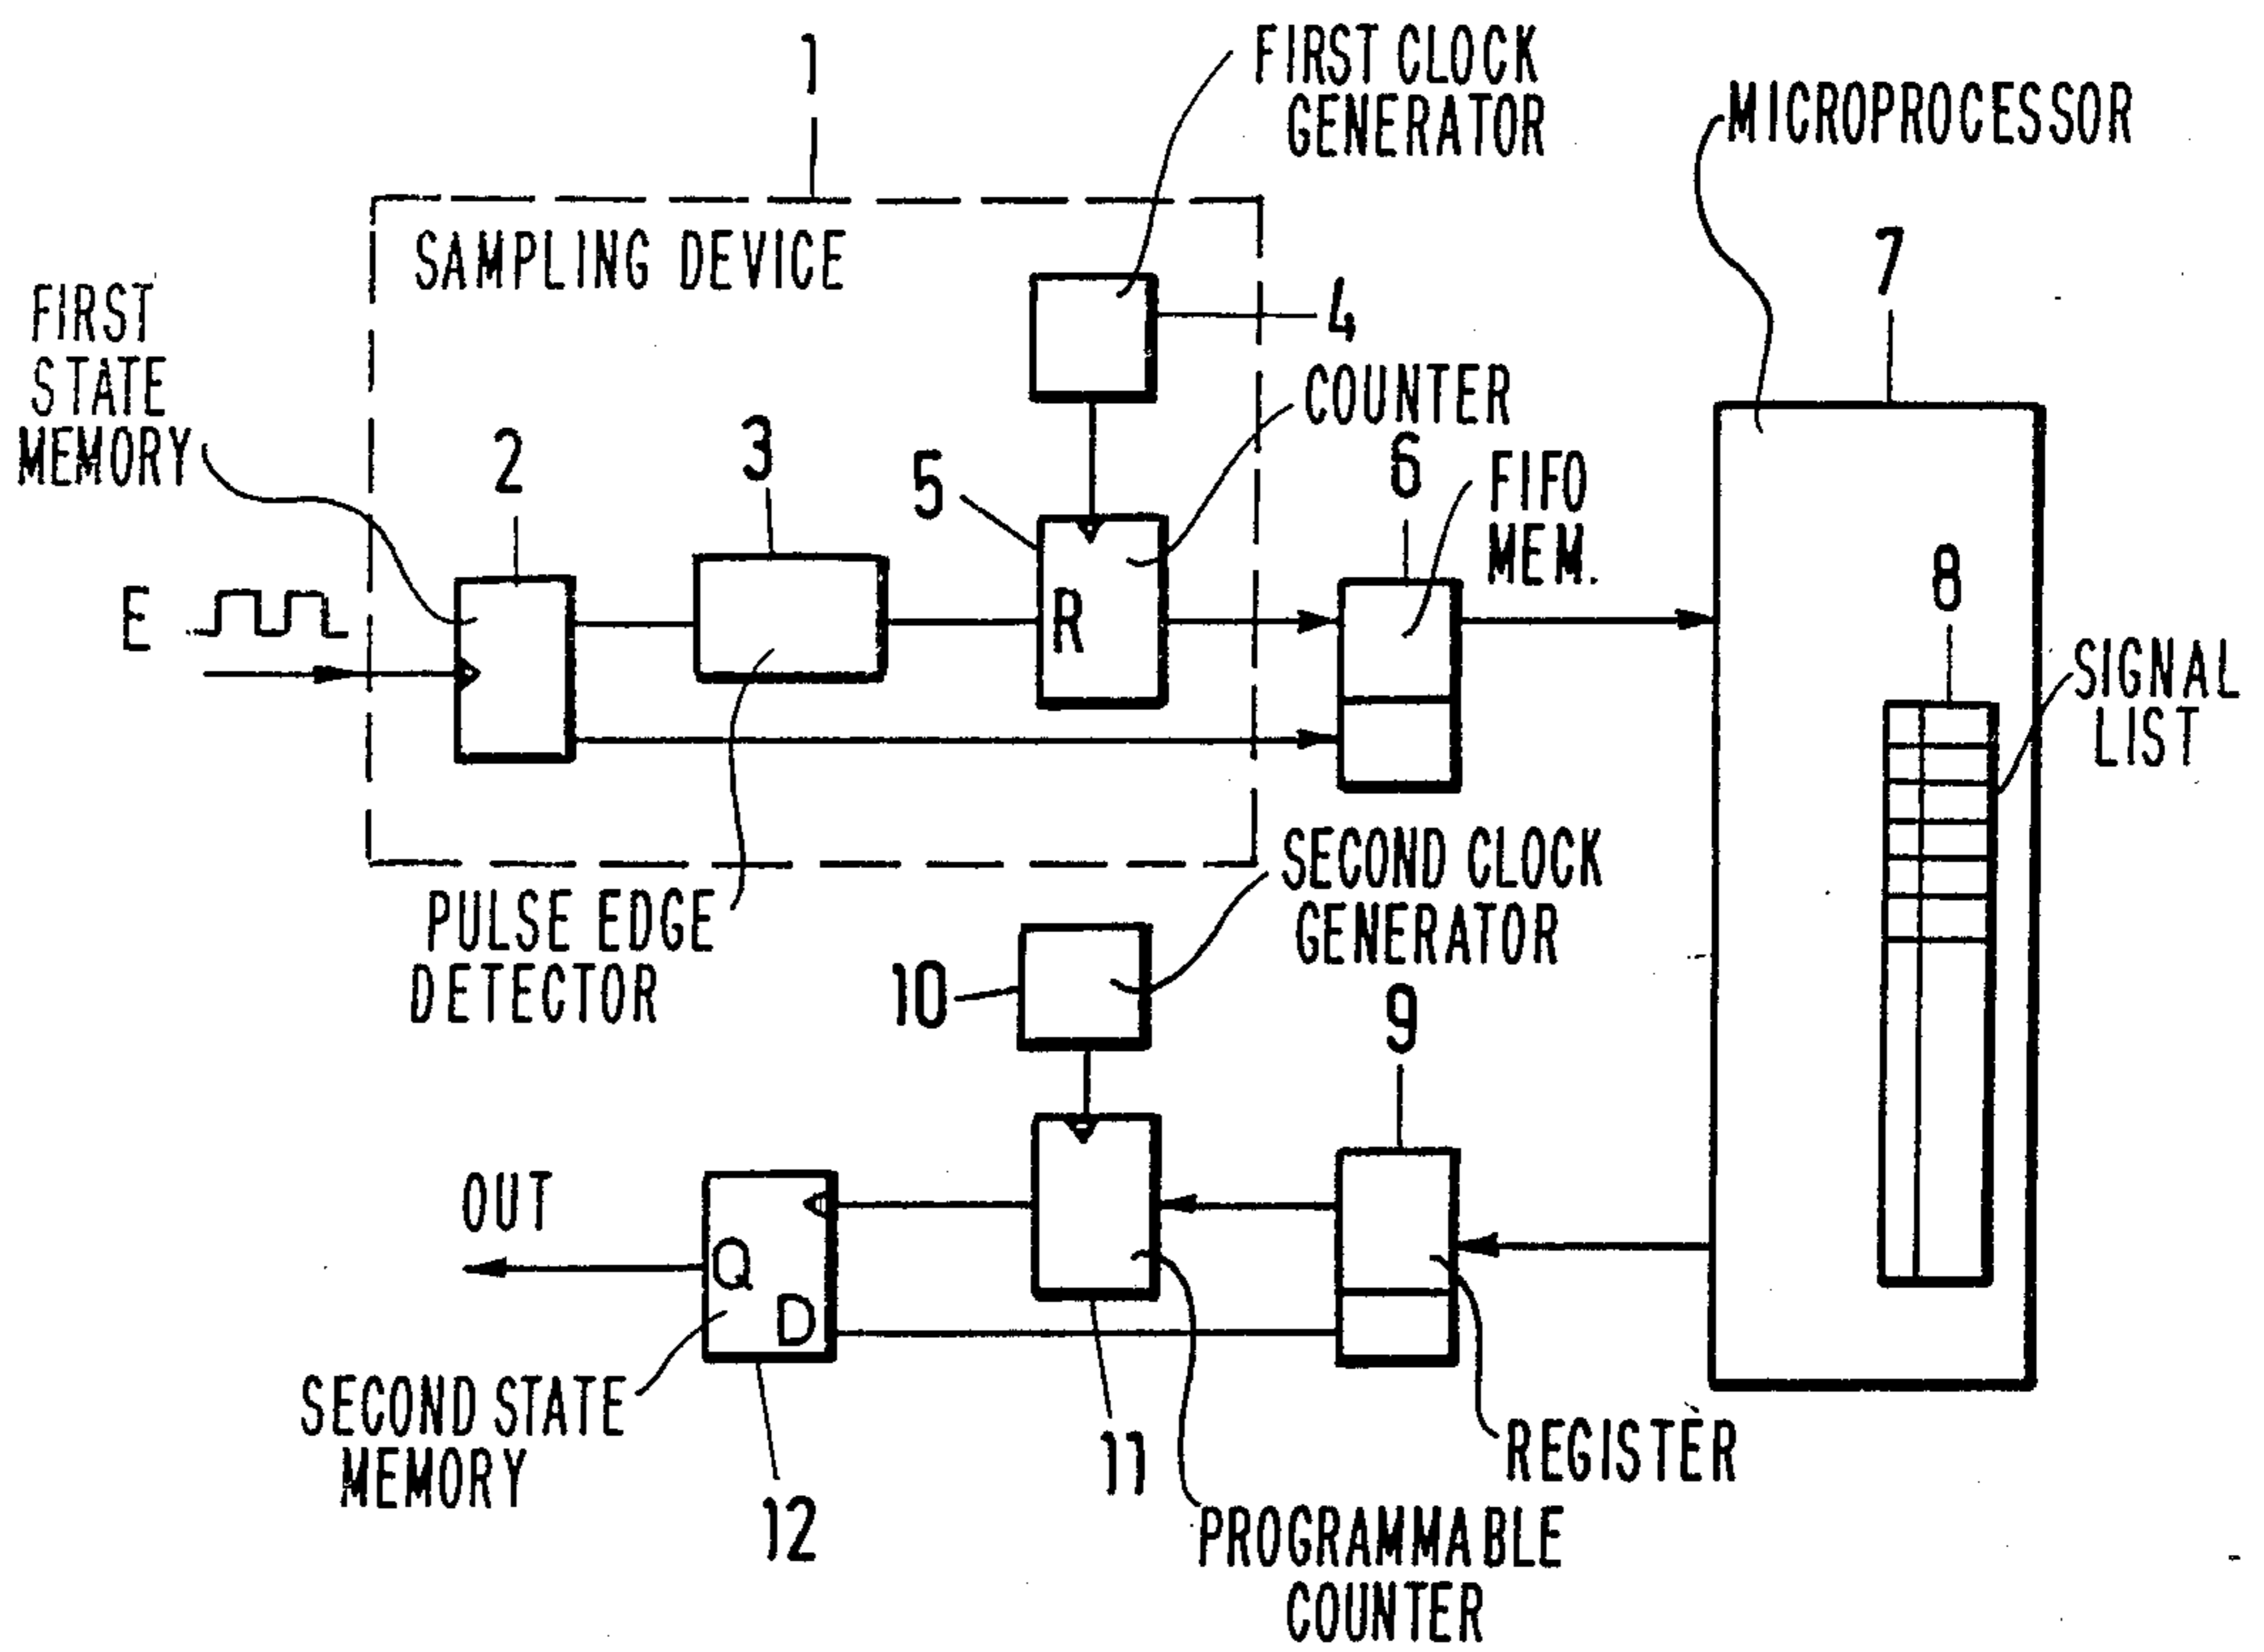 1
FIRST CLOCK
GENERATOR
MICROPROCESSOR
7
SAMPLING DEVICE
4
FIRST
STATE
MEMORY
2
3
5
COUNTER
6
FIFO
MEM.
8
E
R
SIGNAL
LIST
PULSE EDGE
DETECTOR
SECOND CLOCK
GENERATOR
10
9
OUT
Q
D
SECOND STATE
MEMORY
12
11
REGISTER
PROGRAMMABLE
COUNTER